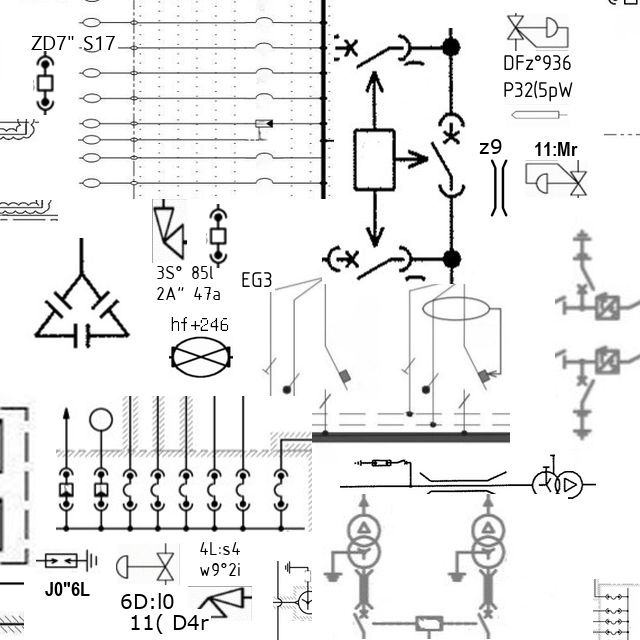 ZD7" S17
DFz°936
P32(5pW
z9
11:Mr
3S° 85l
2A" 47a
EG3
hf+246
4L:s4
w9°2i
J0"6L
6D:l0
11( D4r